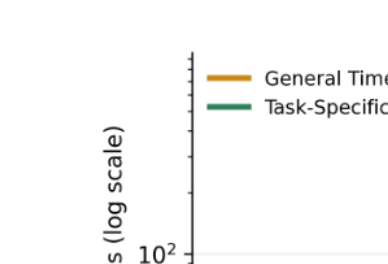 General Time
Task-Specific
s (log scale)
10²